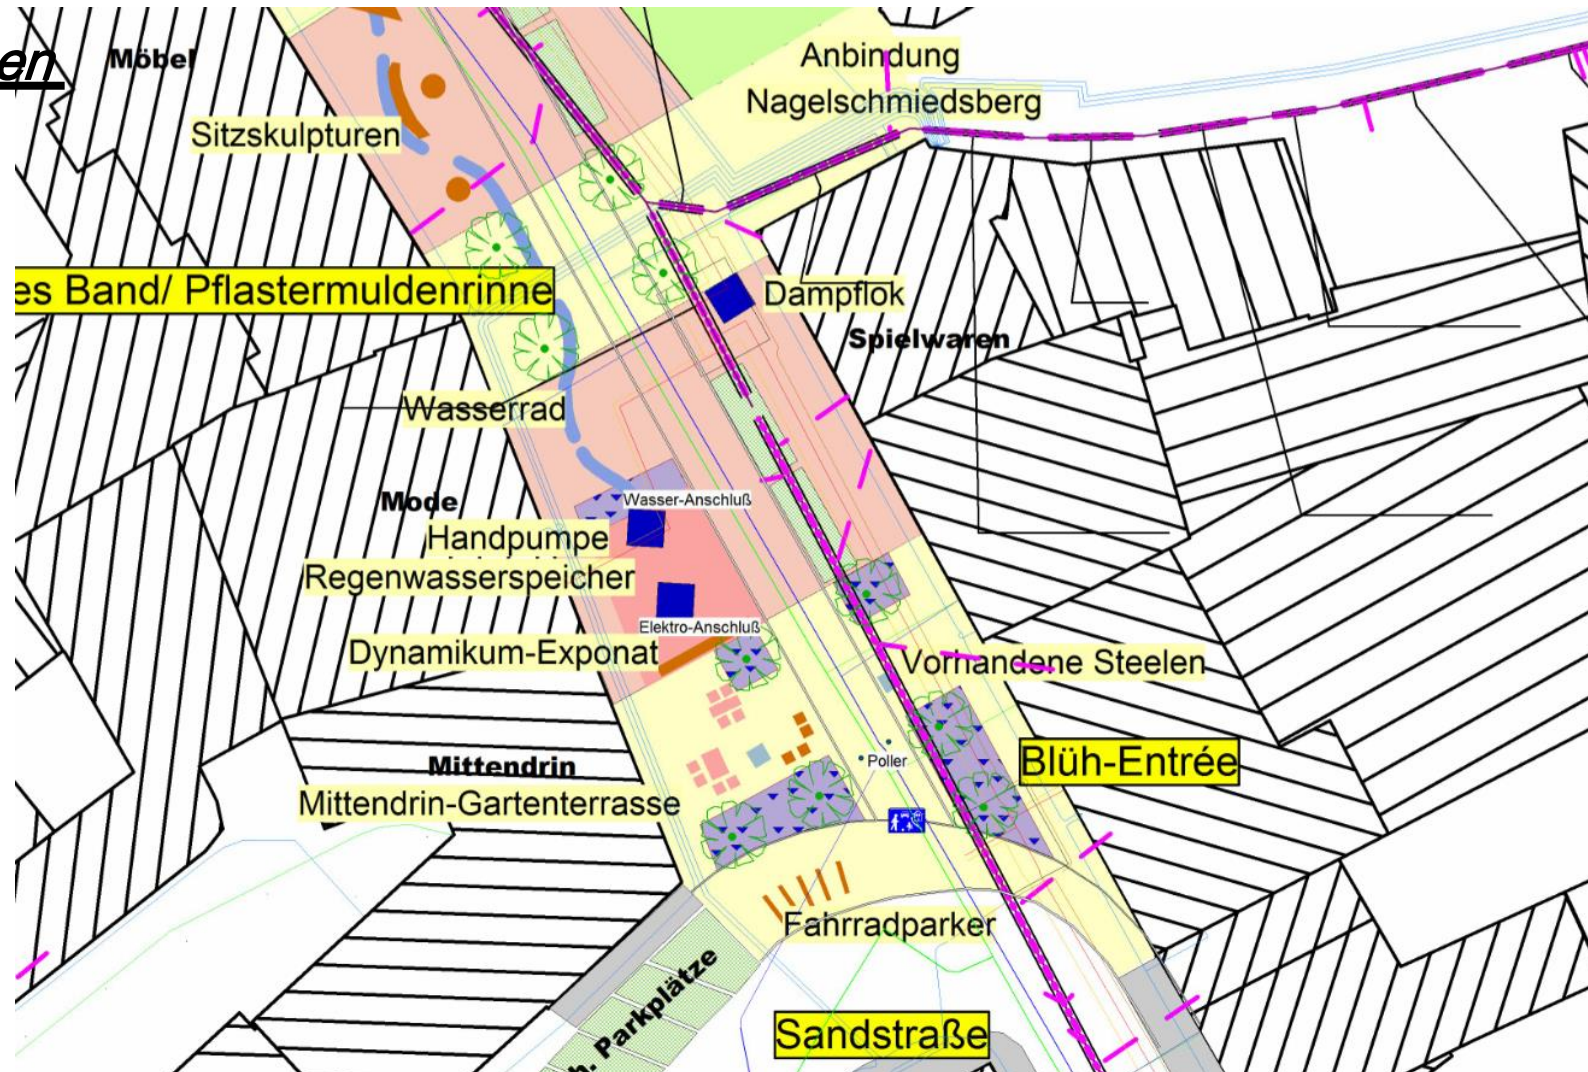 en
Möbel
Anbindung
Nagelschmiedsberg
Sitzskulpturen
es Band/ Pflastermuldenrinne
Dampflok
Spielwaren
Wasserrad
Mode
Wasser-Anschluß
Handpumpe
Regenwasserspeicher
Elektro-Anschluß
Dynamikum-Exponat
Vorhandene Steelen
Mittendrin
Poller
Blüh-Entrée
Mittendrin-Gartenterrasse
Fahrradparker
h. Parkplätze
Sandstraße